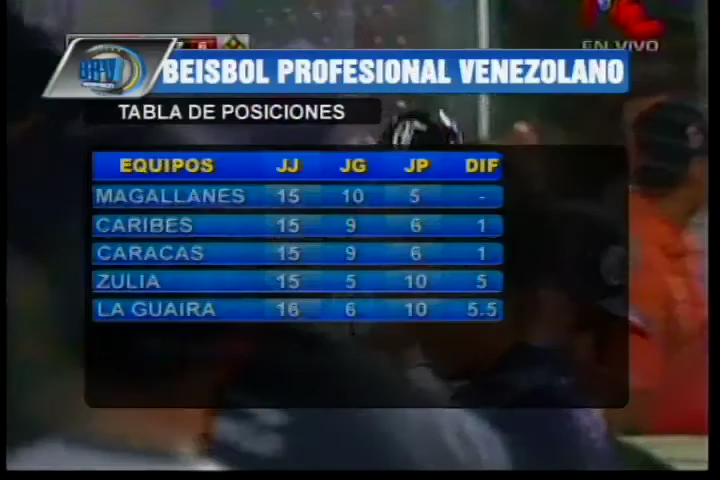 EN VIVO
BPV
BEISBOL PROFESIONAL VENEZOLANO
TABLA DE POSICIONES
EQUIPOS JJ JG JP DIF
MAGALLANES 15 10 5 -
CARIBES 15 9 6 1
CARACAS 15 9 6 1
ZULIA 15 5 10 5
LA GUAIRA 16 6 10 5.5